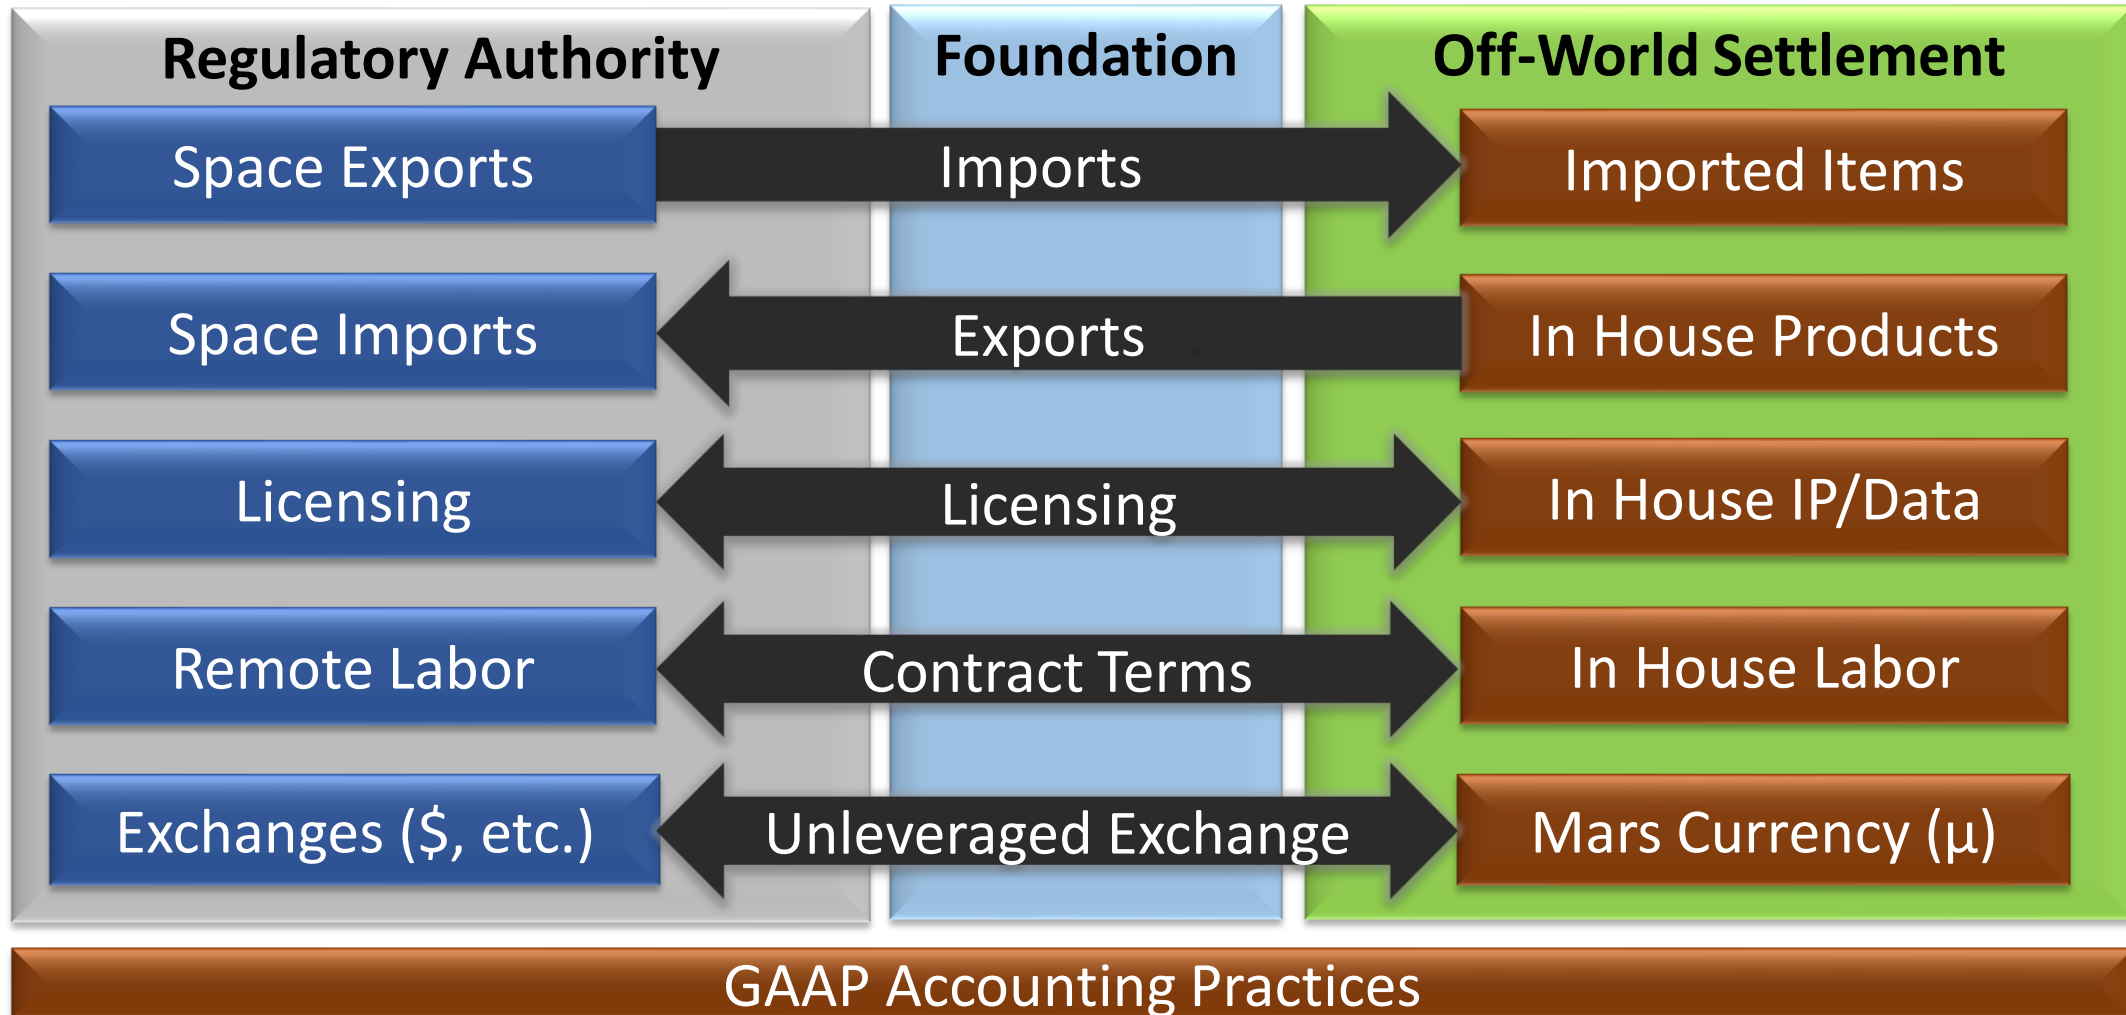 Regulatory Authority
Foundation
Off-World Settlement
Space Exports
Imports
Imported Items
Space Imports
Exports
In House Products
Licensing
Licensing
In House IP/Data
Remote Labor
Contract Terms
In House Labor
Exchanges ($, etc.)
Unleveraged Exchange
Mars Currency (µ)
GAAP Accounting Practices